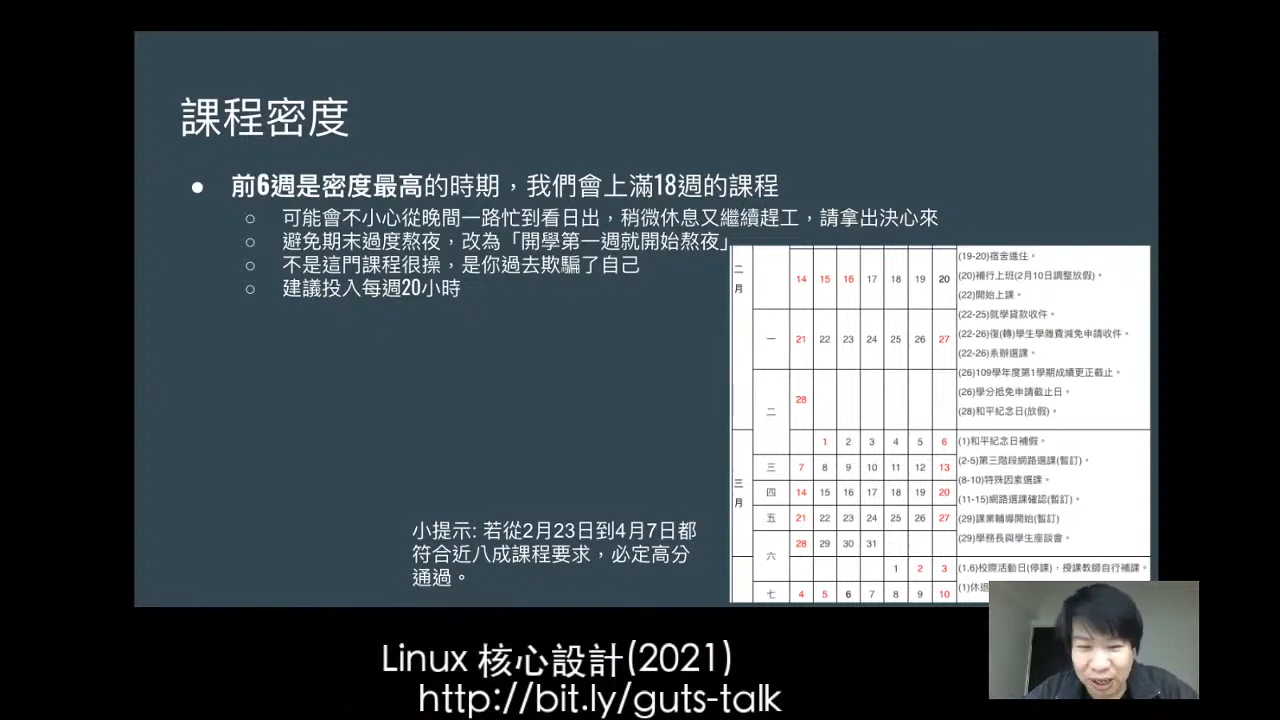 課程密度
● 前6週是密度最高的時期，我們會上滿18週的課程
○ 可能會不小心從晚間一路忙到看日出，稍微休息又繼續趕工，請拿出決心來
○ 避免期末過度熬夜，改為「開學第一週就開始熬夜」
○ 不是這門課程很操，是你過去欺騙了自己
○ 建議投入每週20小時
二月
14 15 16 17 18 19 20
一 21 22 23 24 25 26 27
二 28
(19-20)宿舍進住。
(20)補行上班(2月10日調整放假)。
(22)開始上課。
(22-25)就學貸款收件。
(22-26)復(轉)學生學雜費減免申請收件。
(22-26)系辦選課。
(26)109學年度第1學期成績更正截止。
(26)學分抵免申請截止日。
(28)和平紀念日(放假)。
三月
1 2 3 4 5 6
三 7 8 9 10 11 12 13
四 14 15 16 17 18 19 20
五 21 22 23 24 25 26 27
六 28 29 30 31
(1)和平紀念日補假。
(2-5)第三階段網路選課(暫訂)。
(8-10)特殊因素選課。
(11-15)網路選課確認(暫訂)。
(29)課業輔導開始(暫訂)
(29)學務長與學生座談會。
1 2 3
七 4 5 6 7 8 9 10
(1.6)校際活動日(停課)，授課教師自行補課。
(1)休退
小提示: 若從2月23日到4月7日都
符合近八成課程要求，必定高分
通過。
Linux 核心設計(2021)
http://bit.ly/guts-talk